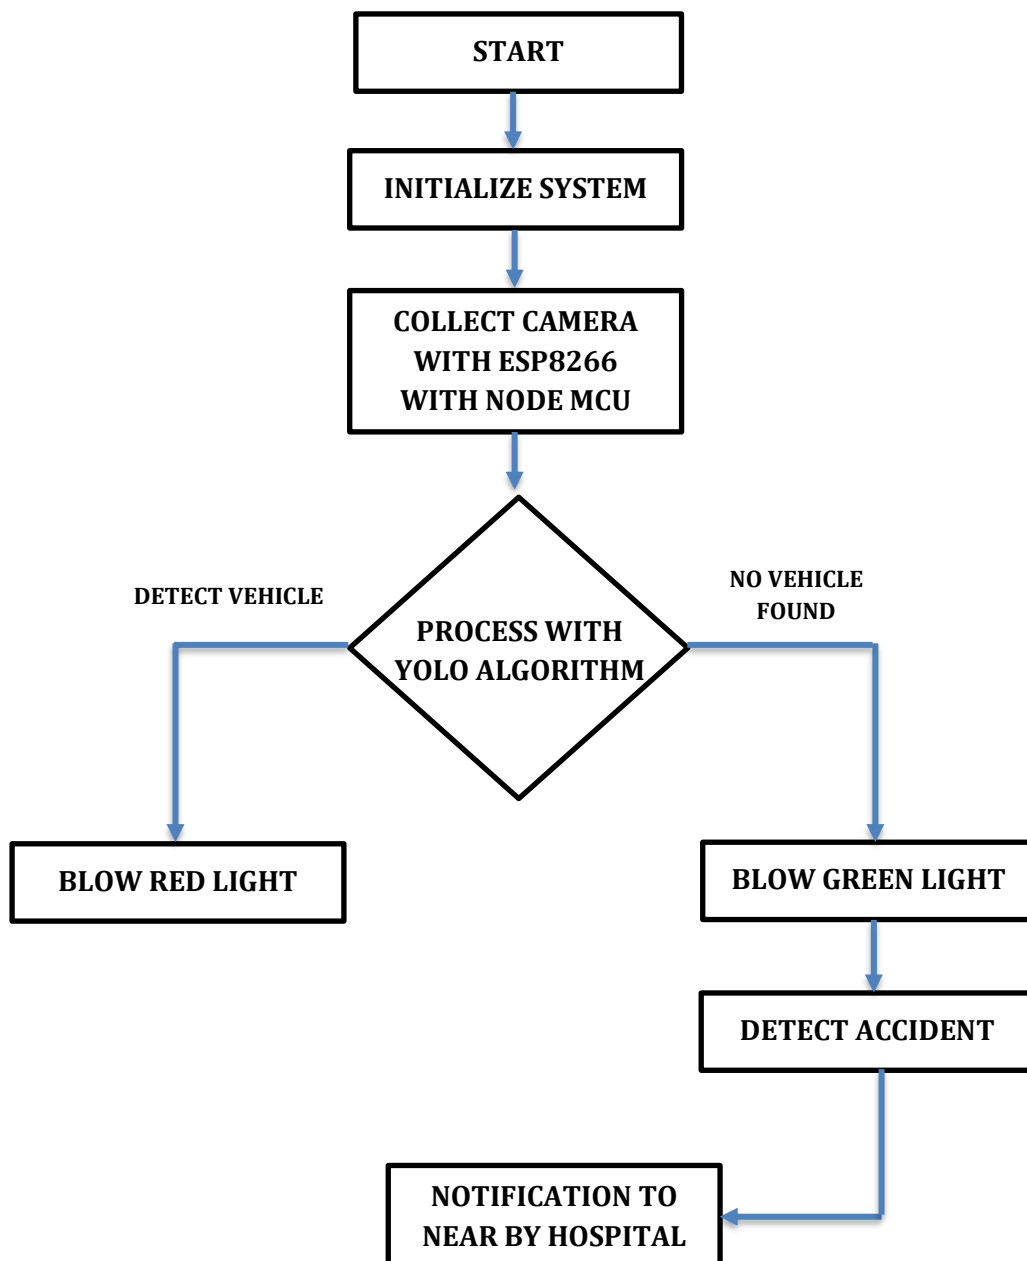 START
INITIALIZE SYSTEM
COLLECT CAMERA
WITH ESP8266
WITH NODE MCU
DETECT VEHICLE
NO VEHICLE
FOUND
PROCESS WITH
YOLO ALGORITHM
BLOW RED LIGHT
BLOW GREEN LIGHT
DETECT ACCIDENT
NOTIFICATION TO
NEAR BY HOSPITAL